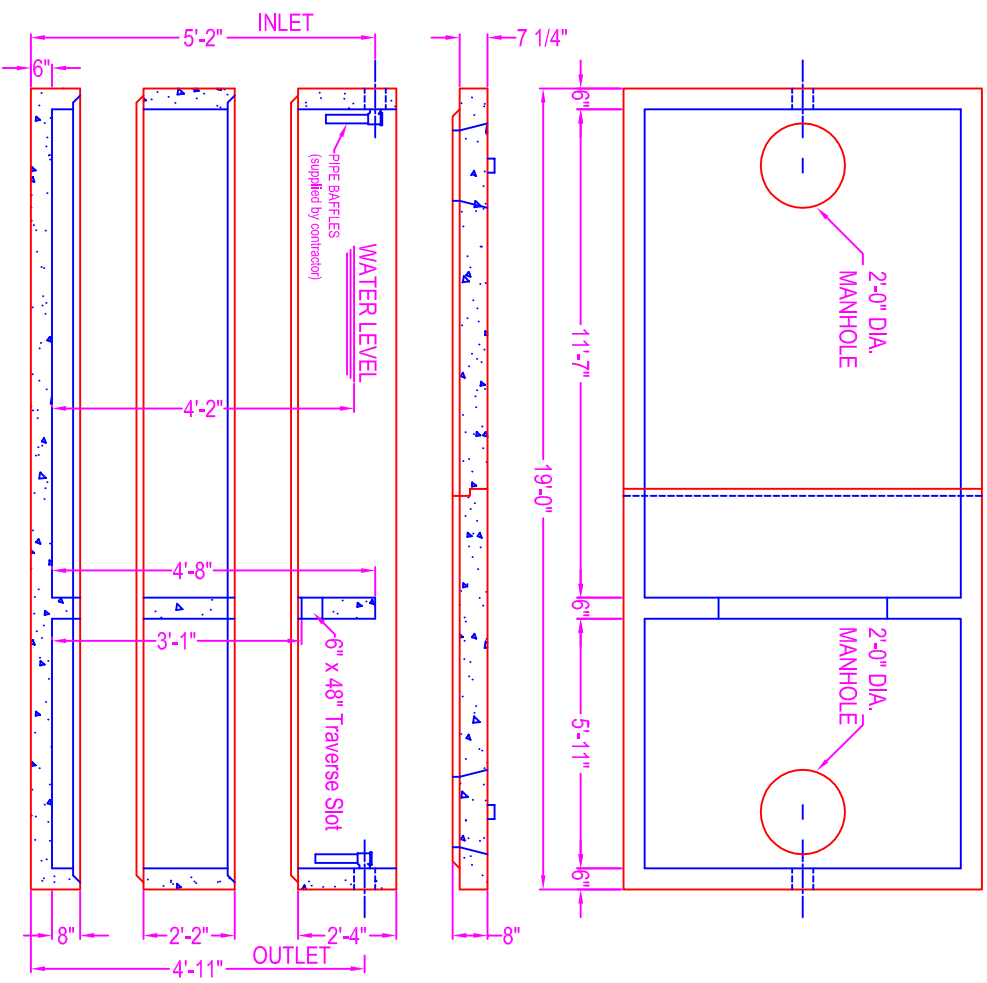 INLET
5'-2"
7 1/4"
6"
6"
PIPE BAFFLES
(supplied by contractor)
WATER LEVEL
2'-0" DIA.
MANHOLE
11'-7"
4'-2"
19'-0"
4'-8"
6"
3'-1"
6" x 48" Traverse Slot
2'-0" DIA.
MANHOLE
5'-11"
6"
8"
2'-2"
2'-4"
8"
OUTLET
4'-11"